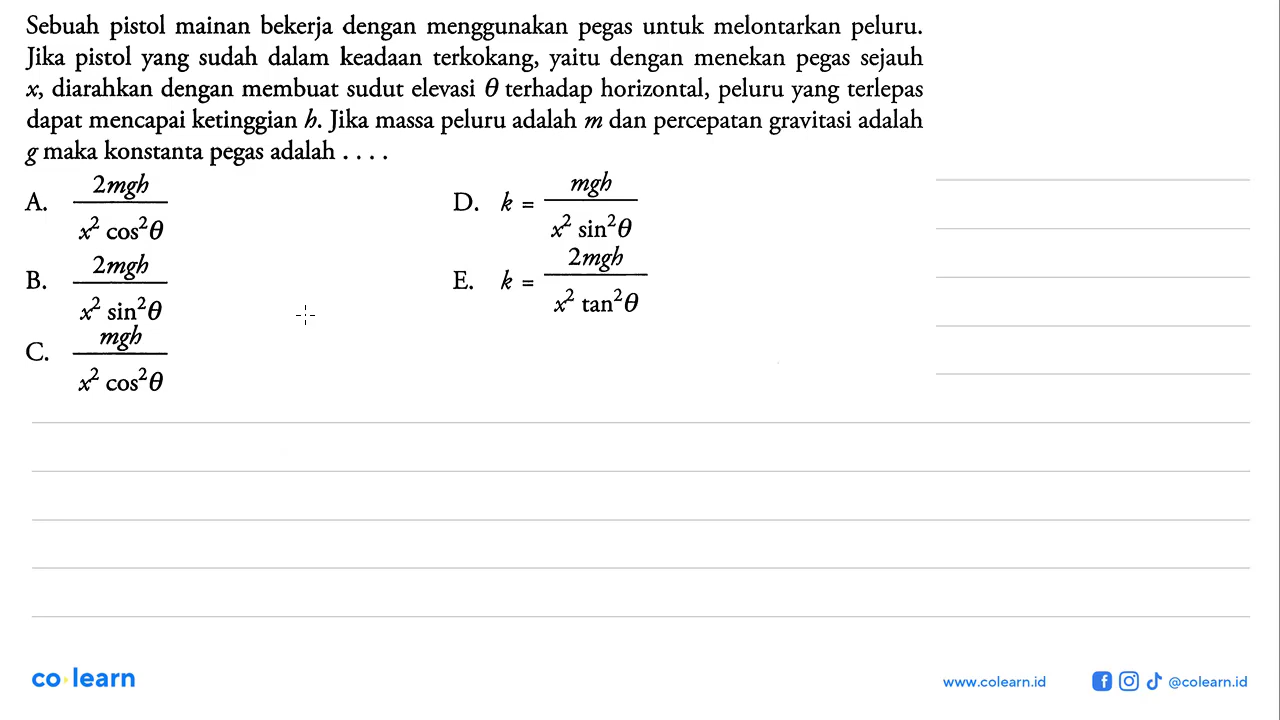 Sebuah pistol mainan bekerja dengan menggunakan pegas untuk melontarkan peluru.
Jika pistol yang sudah dalam keadaan terkokang, yaitu dengan menekan pegas sejauh
x, diarahkan dengan membuat sudut elevasi θ terhadap horizontal, peluru yang terlepas
dapat mencapai ketinggian h. Jika massa peluru adalah m dan percepatan gravitasi adalah
g maka konstanta pegas adalah . . . .
A. 2mgh / x² cos²θ
B. 2mgh / x² sin²θ
C. mgh / x² cos²θ
D. k = mgh / x² sin²θ
E. k = 2mgh / x² tan²θ
co learn
www.colearn.id
@colearn.id